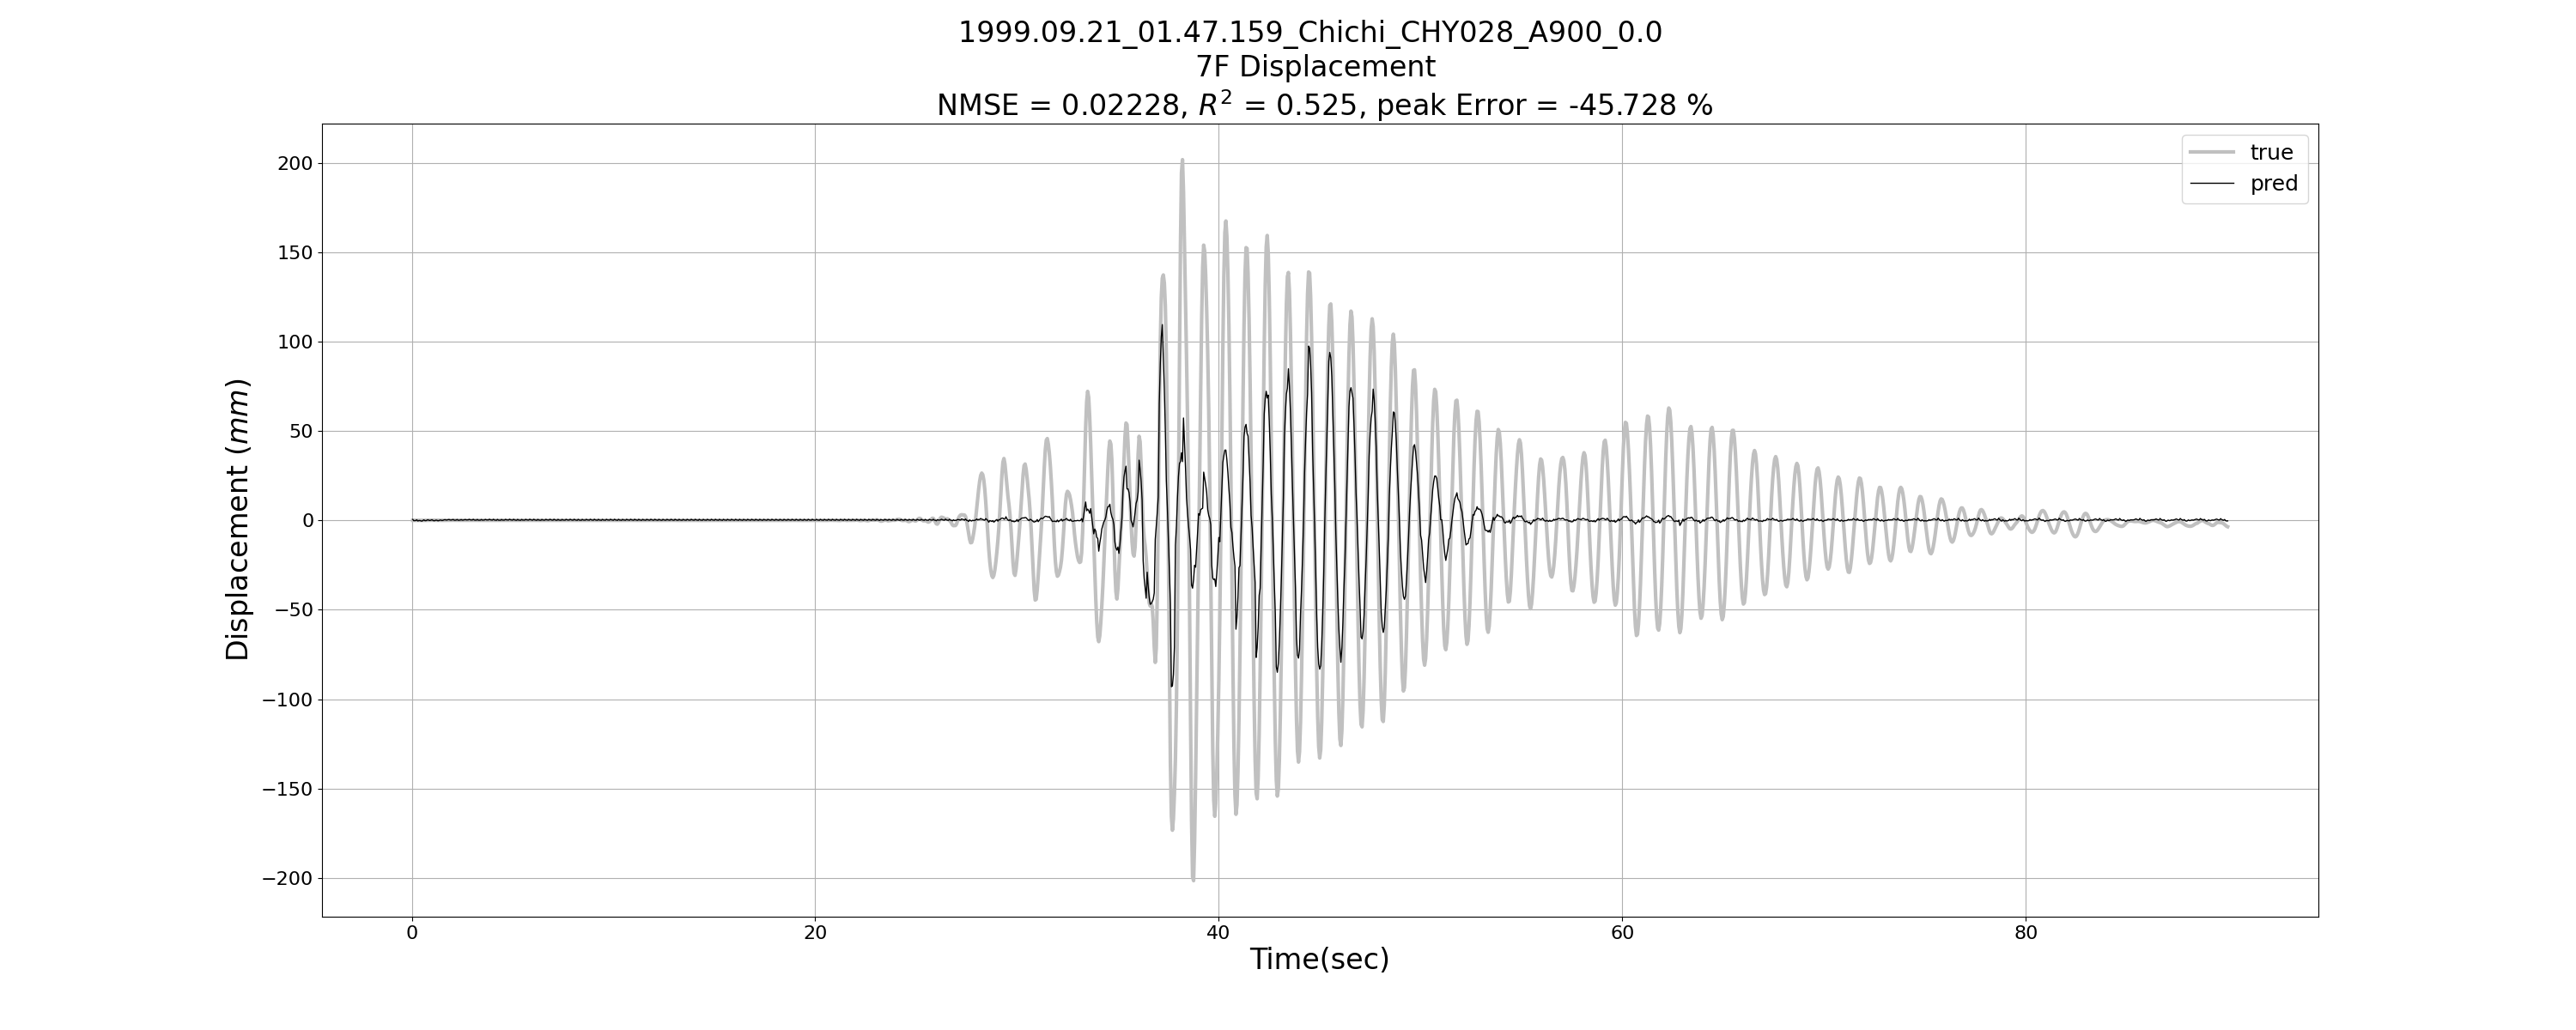 1999.09.21_01.47.159_Chichi_CHY028_A900_0.0
7F Displacement
NMSE = 0.02228, R² = 0.525, peak Error = -45.728 %
true
pred
Displacement (mm)
200
150
100
50
0
−50
−100
−150
−200
0 20 40 60 80
Time(sec)